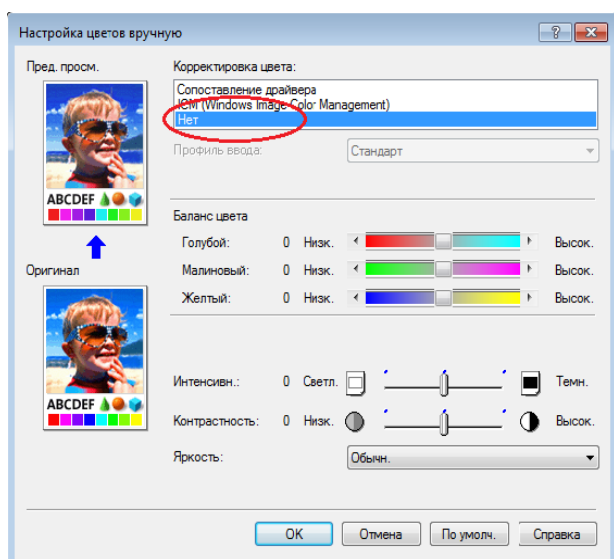 Настройка цветов вручную
Пред. просм.
ABCDEF
Оригинал
ABCDEF
Корректировка цвета:
Сопоставление драйвера
ICM (Windows Image Color Management)
Нет
Профиль ввода: Стандарт
Баланс цвета
Голубой: 0 Низк. Высок.
Малиновый: 0 Низк. Высок.
Желтый: 0 Низк. Высок.
Интенсивн.: 0 Светл. Темн.
Контрастность: 0 Низк. Высок.
Яркость: Обычн.
OK Отмена По умолч. Справка